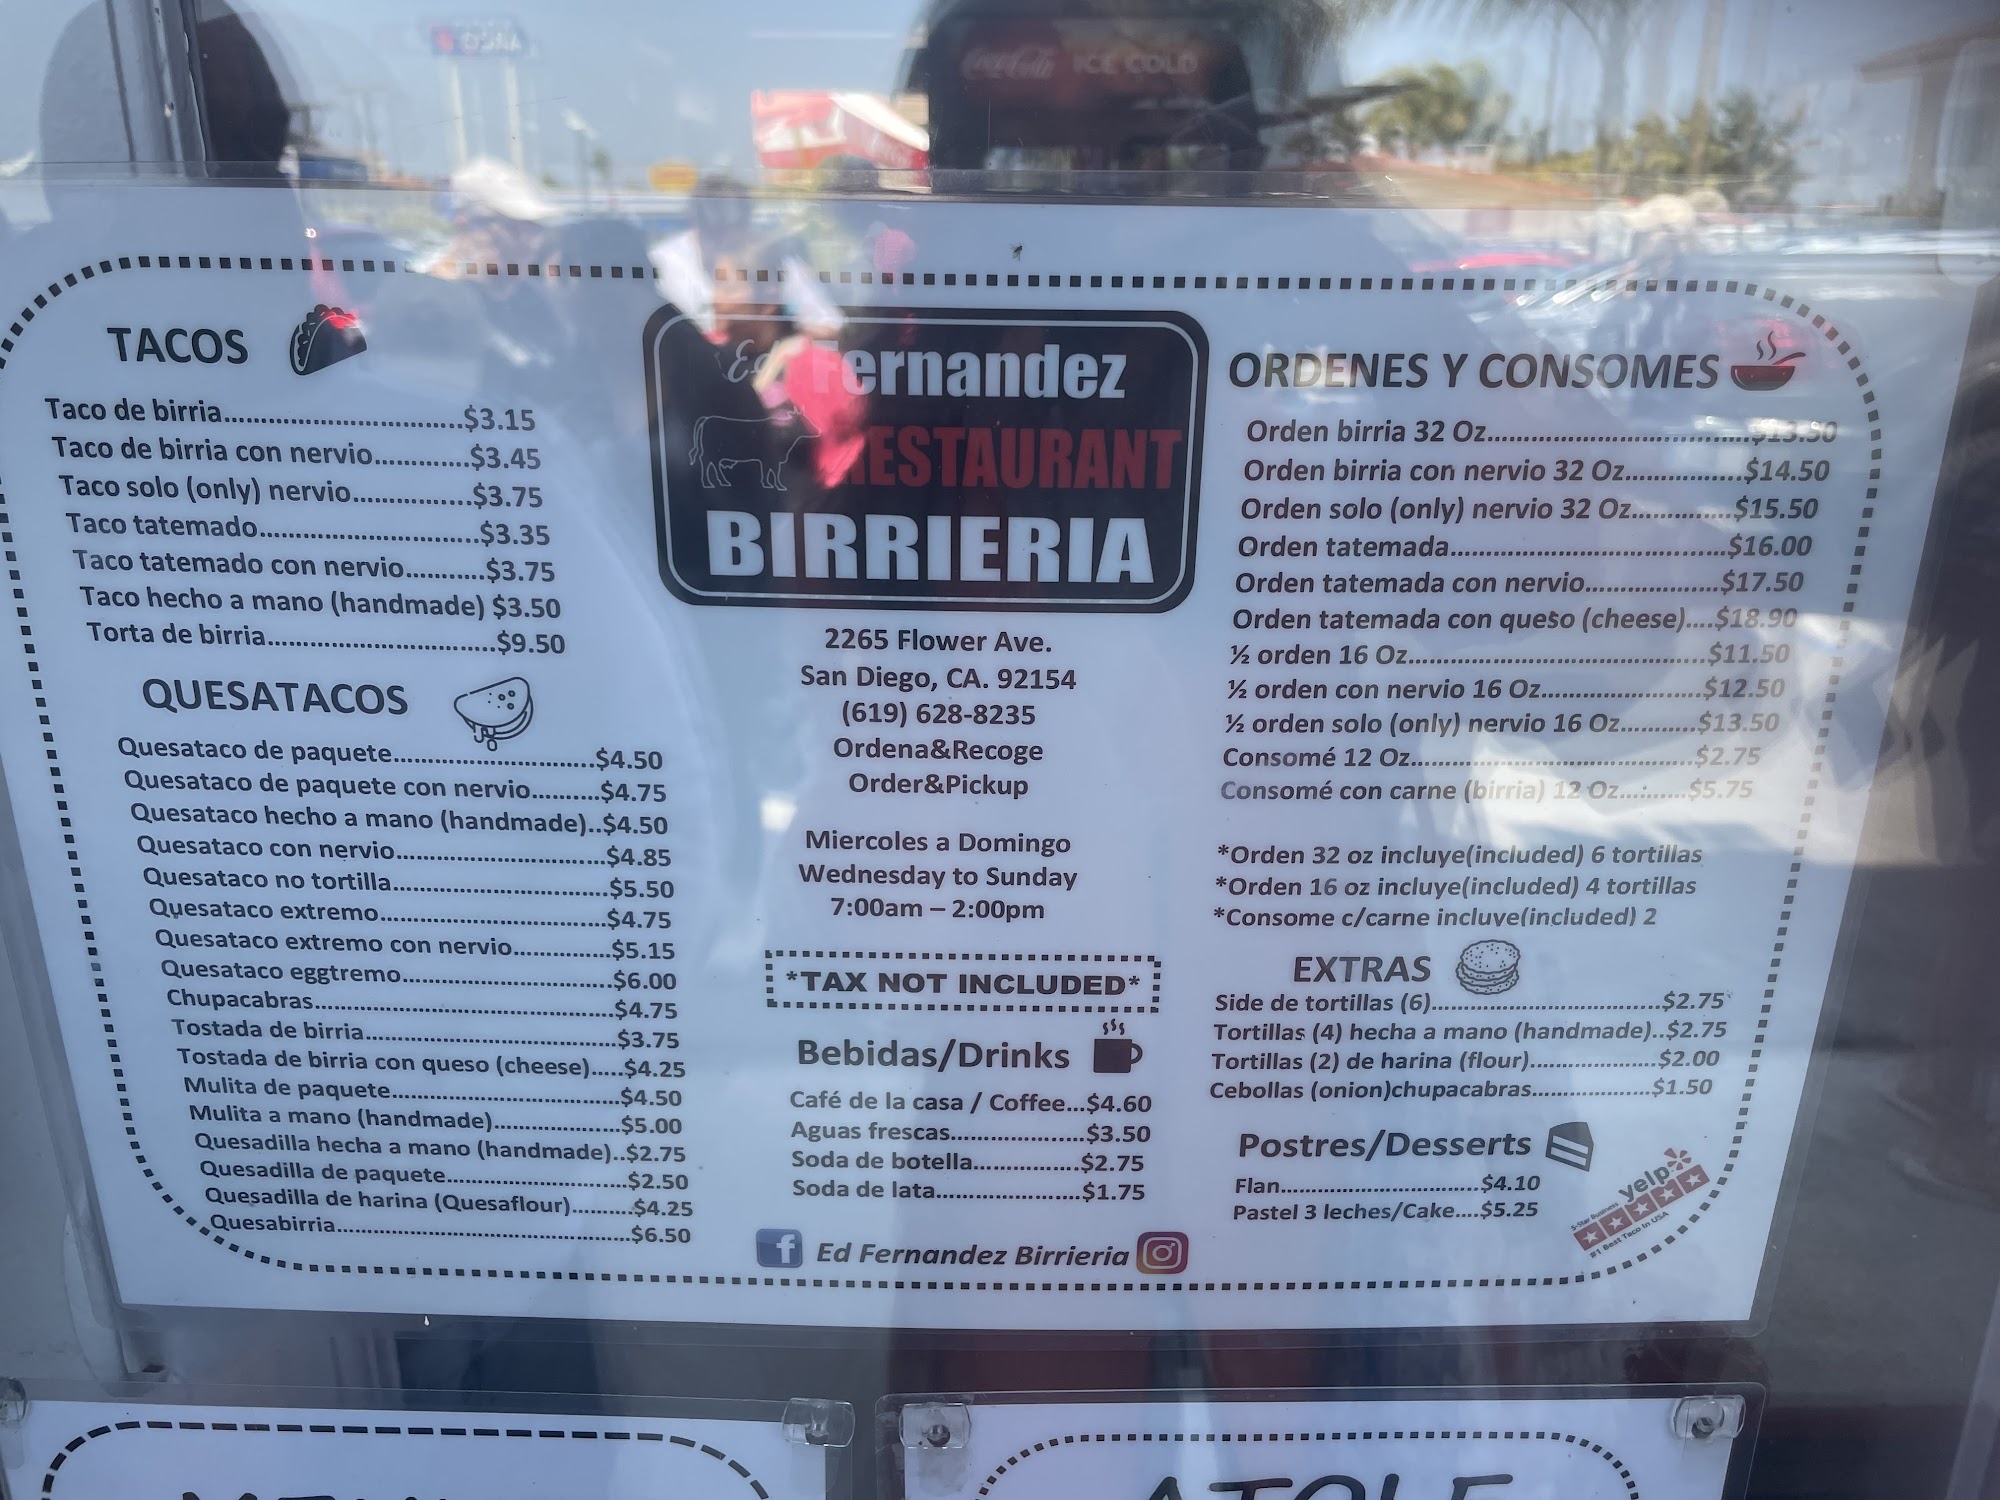 Coca-Cola ICE COLD
TACOS
Taco de birria..............................$3.15
Taco de birria con nervio.............$3.45
Taco solo (only) nervio................$3.75
Taco tatemado.............................$3.35
Taco tatemado con nervio...........$3.75
Taco hecho a mano (handmade) $3.50
Torta de birria..............................$9.50
QUESATACOS
Quesataco de paquete..........................$4.50
Quesataco de paquete con nervio..........$4.75
Quesataco hecho a mano (handmade)..$4.50
Quesataco con nervio...........................$4.85
Quesataco no tortilla............................$5.50
Quesataco extremo..............................$4.75
Quesataco extremo con nervio.............$5.15
Quesataco eggtremo............................$6.00
Chupacabras.......................................$4.75
Tostada de birria.................................$3.75
Tostada de birria con queso (cheese).....$4.25
Mulita de paquete...............................$4.50
Mulita a mano (handmade)..................$5.00
Quesadilla hecha a mano (handmade)..$2.75
Quesadilla de paquete..........................$2.50
Quesadilla de harina (Quesaflour)..........$4.25
Quesabirria..........................................$6.50
Ed Fernandez
RESTAURANT
BIRRIERIA
2265 Flower Ave.
San Diego, CA. 92154
(619) 628-8235
Ordena&Recoge
Order&Pickup
Miercoles a Domingo
Wednesday to Sunday
7:00am – 2:00pm
*TAX NOT INCLUDED*
Bebidas/Drinks
Café de la casa / Coffee...$4.60
Aguas frescas.....................$3.50
Soda de botella................$2.75
Soda de lata......................$1.75
Ed Fernandez Birrieria
ORDENES Y CONSOMES
Orden birria 32 Oz..................................$13.50
Orden birria con nervio 32 Oz................$14.50
Orden solo (only) nervio 32 Oz..............$15.50
Orden tatemada.....................................$16.00
Orden tatemada con nervio...................$17.50
Orden tatemada con queso (cheese)....$18.90
½ orden 16 Oz..........................................$11.50
½ orden con nervio 16 Oz.......................$12.50
½ orden solo (only) nervio 16 Oz...........$13.50
Consomé 12 Oz........................................$2.75
Consomé con carne (birria) 12 Oz..........$5.75
*Orden 32 oz incluye(included) 6 tortillas
*Orden 16 oz incluye(included) 4 tortillas
*Consome c/carne incluye(included) 2
EXTRAS
Side de tortillas (6)..................................$2.75
Tortillas (4) hecha a mano (handmade)..$2.75
Tortillas (2) de harina (flour)...................$2.00
Cebollas (onion)chupacabras..................$1.50
Postres/Desserts
Flan..............................$4.10
Pastel 3 leches/Cake....$5.25
5-Star Business
yelp
#1 Best Taco In USA
ATOLE